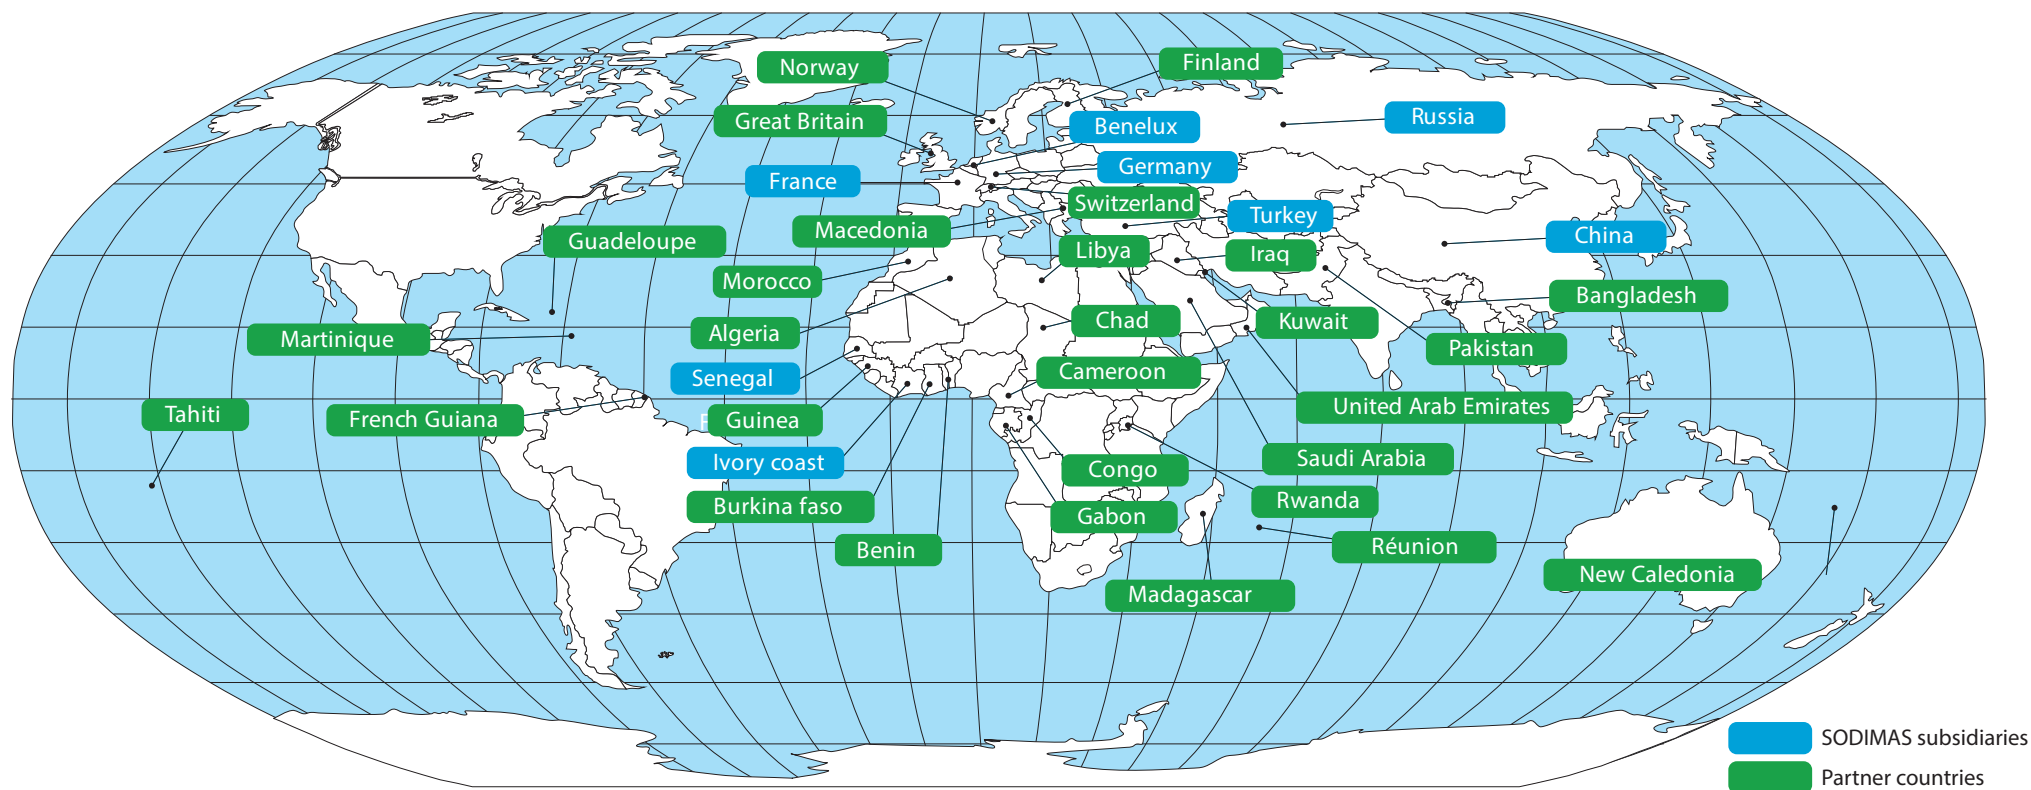 Norway
Finland
Great Britain
Benelux
Russia
France
Germany
Switzerland
Turkey
Macedonia
China
Guadeloupe
Libya
Iraq
Morocco
Bangladesh
Algeria
Chad
Kuwait
Martinique
Pakistan
Senegal
Cameroon
United Arab Emirates
Tahiti
French Guiana
Guinea
Ivory coast
Congo
Saudi Arabia
Burkina faso
Rwanda
Gabon
Benin
Réunion
New Caledonia
Madagascar
SODIMAS subsidiaries
Partner countries